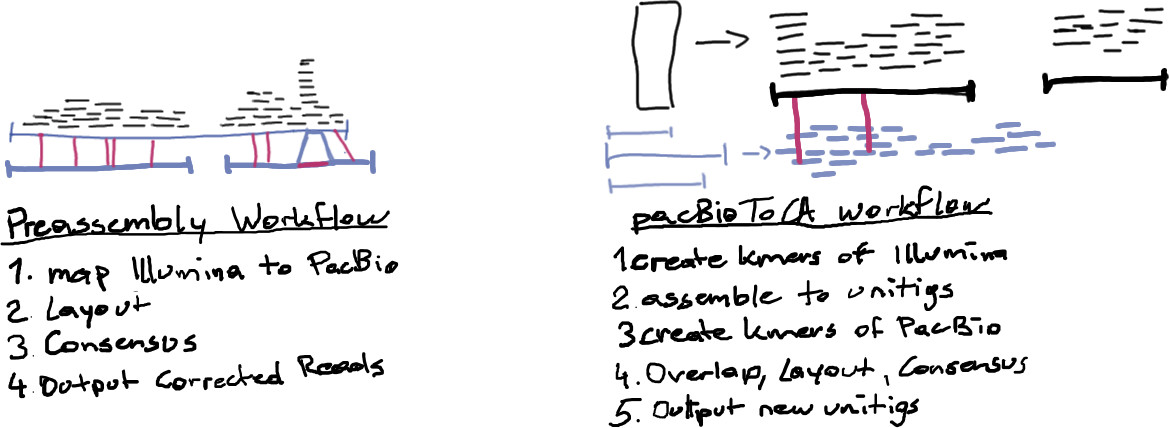 Preassembly Workflow
1. map Illumina to PacBio
2. Layout
3. Consensus
4. Output Corrected Reads
pacBioToCA workflow
1 create kmers of Illumina
2. assemble to unitigs
3 create kmers of PacBio
4. Overlap, Layout, Consensus
5. Output new unitigs